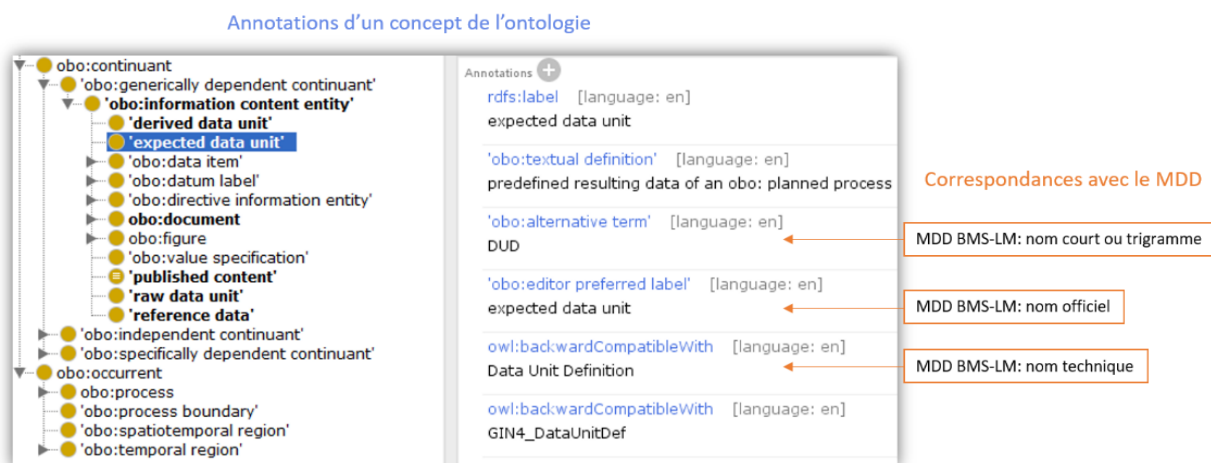 Annotations d'un concept de l'ontologie
obo:continuant
'obo:generically dependent continuant'
'obo:information content entity'
'derived data unit'
'expected data unit'
'obo:data item'
'obo:datum label'
'obo:directive information entity'
obo:document
obo:figure
'obo:value specification'
'published content'
'raw data unit'
'reference data'
'obo:independent continuant'
'obo:specifically dependent continuant'
obo:occurrent
obo:process
'obo:process boundary'
'obo:spatiotemporal region'
'obo:temporal region'
Annotations
rdfs:label [language: en]
expected data unit
'obo:textual definition' [language: en]
predefined resulting data of an obo: planned process
'obo:alternative term' [language: en]
DUD
'obo:editor preferred label' [language: en]
expected data unit
owl:backwardCompatibleWith [language: en]
Data Unit Definition
owl:backwardCompatibleWith [language: en]
GIN4_DataUnitDef
Correspondances avec le MDD
MDD BMS-LM: nom court ou trigramme
MDD BMS-LM: nom officiel
MDD BMS-LM: nom technique